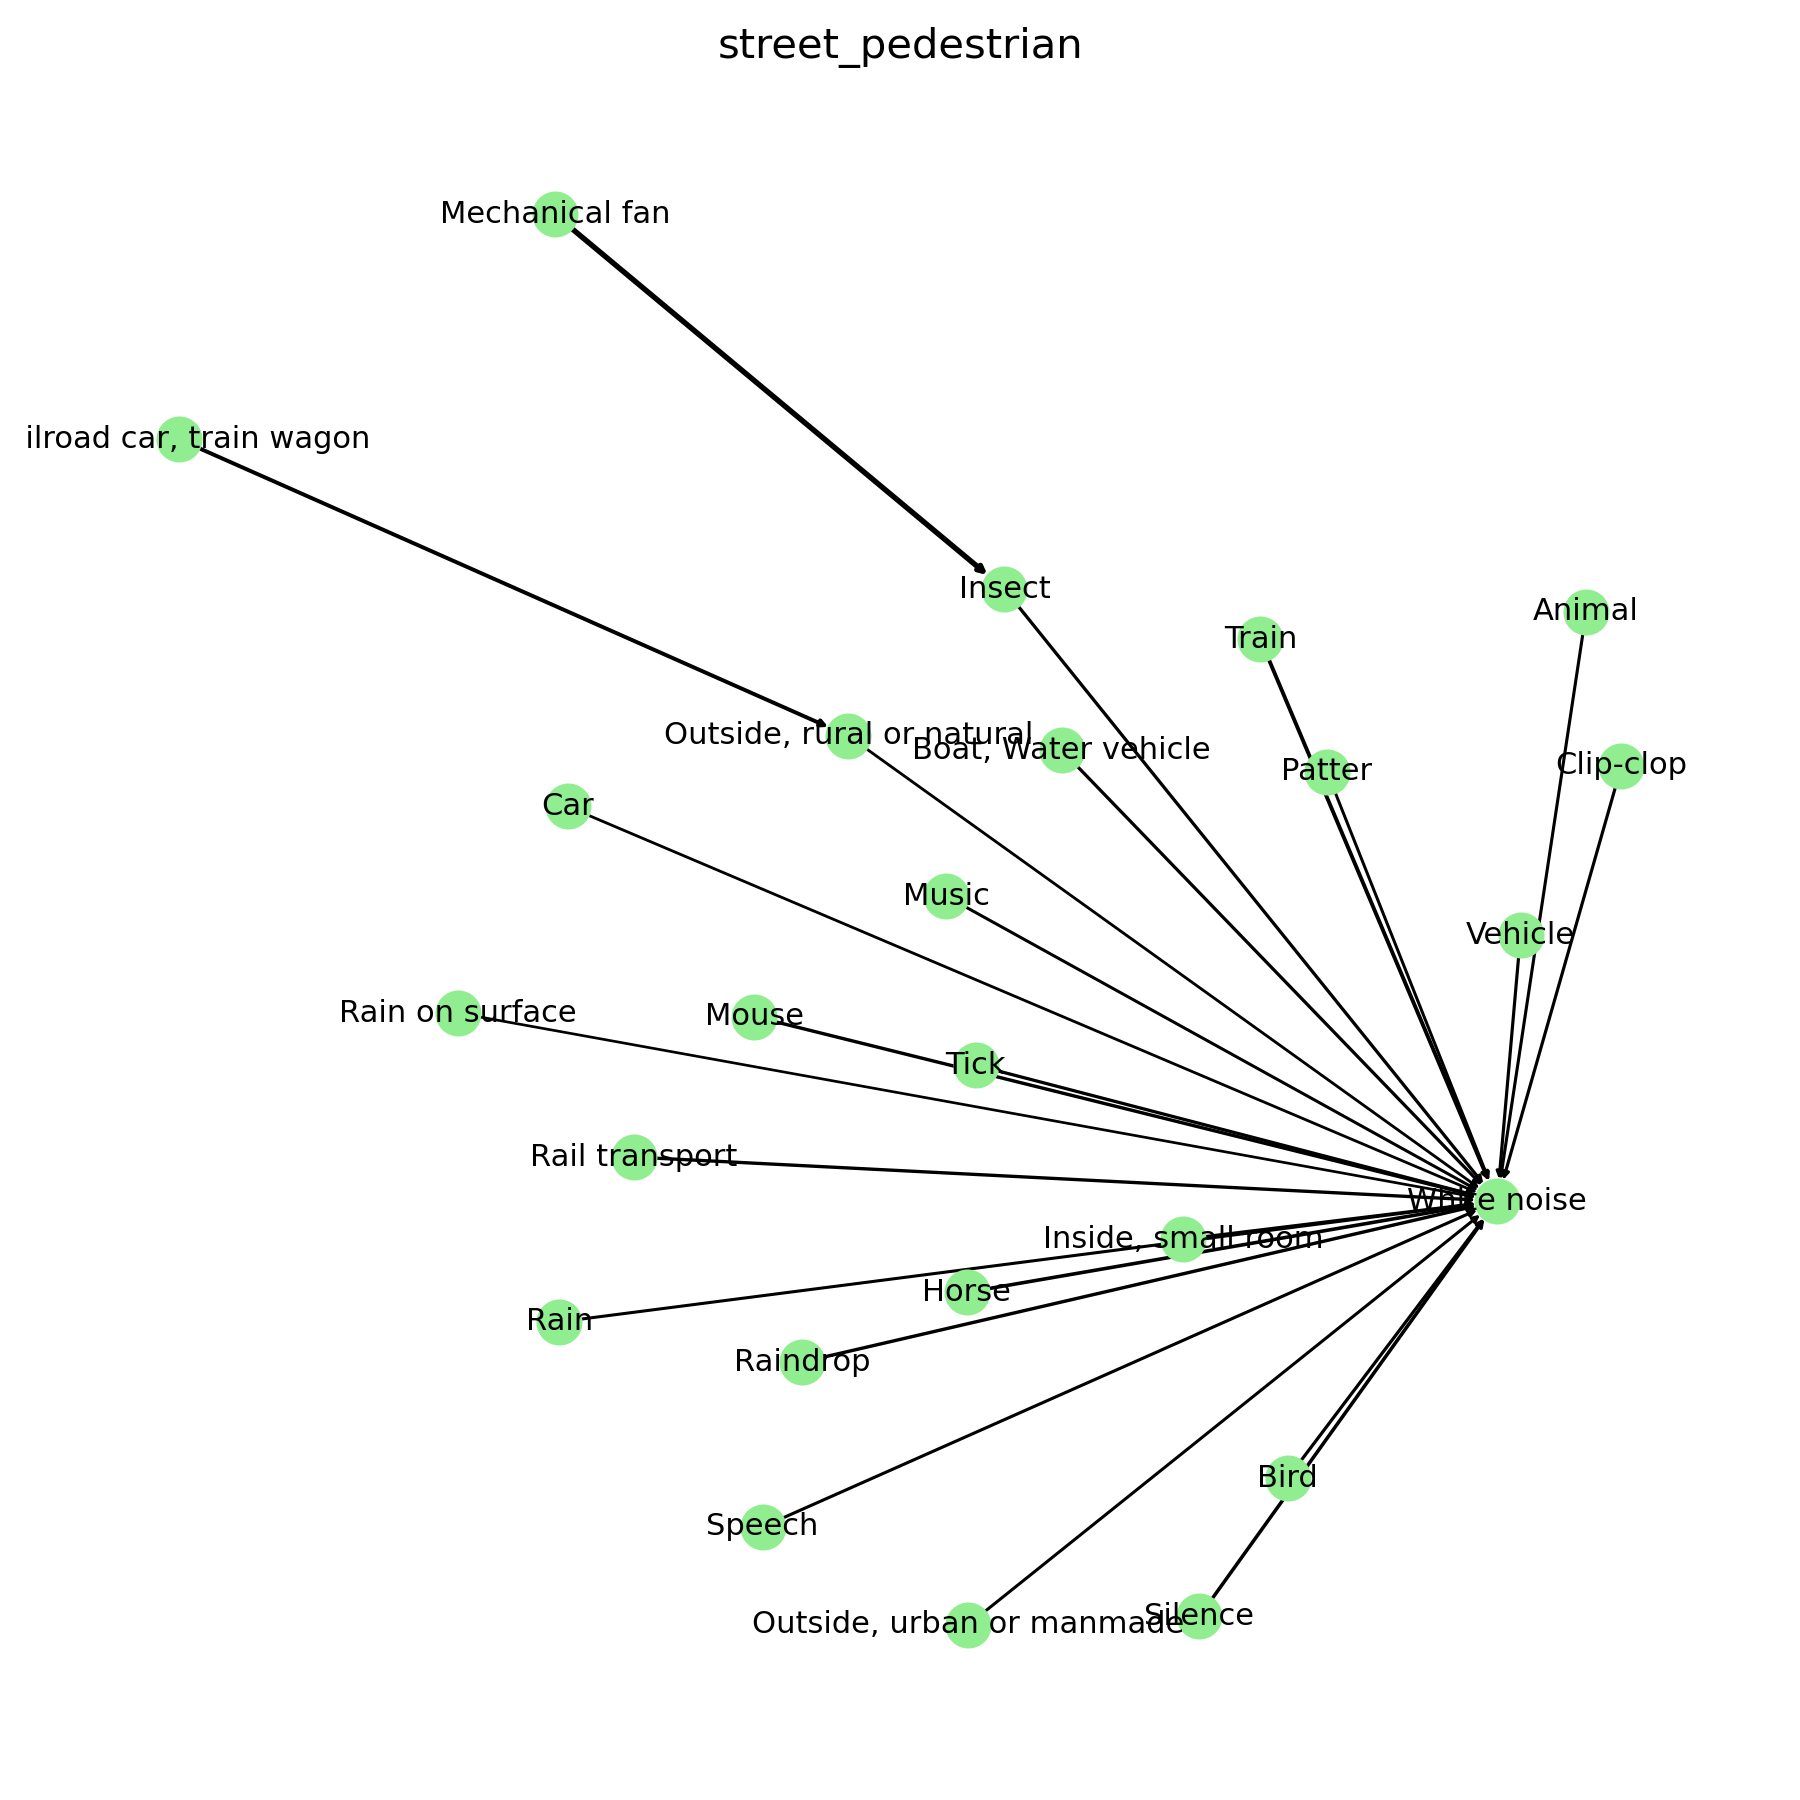 street_pedestrian
Mechanical fan
ilroad car, train wagon
Insect
Animal
Train
Outside, rural or natural
Boat, Water vehicle
Patter
Clip-clop
Car
Music
Vehicle
Rain on surface
Mouse
Tick
Rail transport
White noise
Inside, small room
Horse
Rain
Raindrop
Bird
Speech
Outside, urban or manmade
Silence